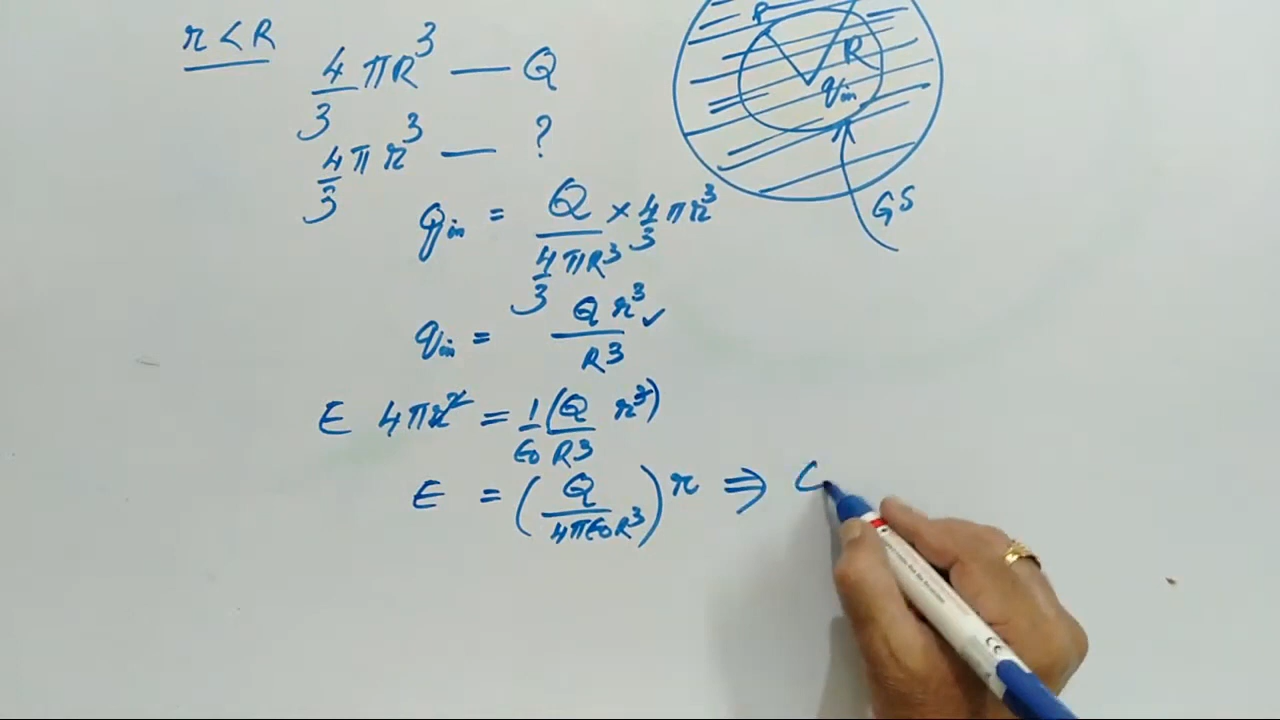 r < R
4/3 πR³ — Q
4/3 πr³ — ?
q_in = Q / (4/3 πR³) × 4/3 πr³
q_in = Q r³ / R³ ✓
E 4πr² = 1/ε₀ (Q/R³ r³)
E = (Q / 4πε₀R³) r ⇒ C
R
q_in
GS